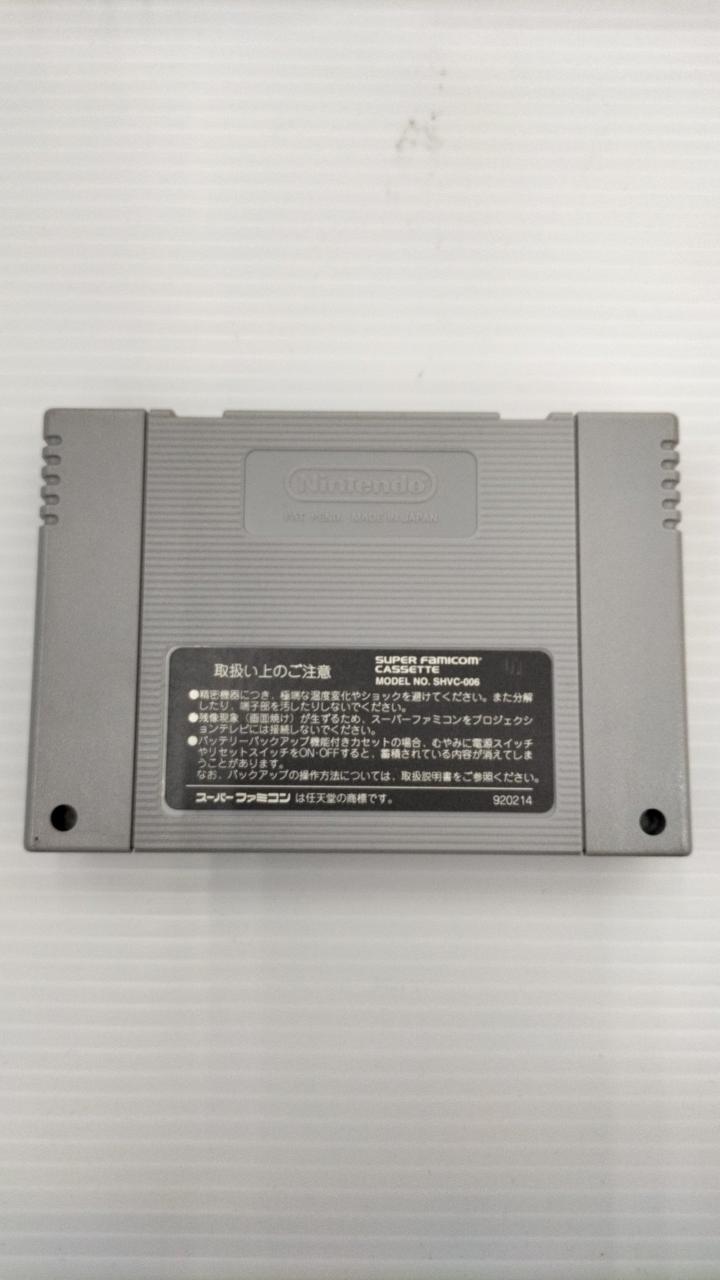 Nintendo
PAT. PEND. MADE IN JAPAN
取扱い上のご注意
SUPER FAMICOM
CASSETTE
MODEL NO. SHVC-006
●精密機器につき、極端な温度変化やショックを避けてください。また分解
したり、端子部を汚したりしないでください。
●残像現象（画面焼け）が生ずるため、スーパーファミコンをプロジェクシ
ョンテレビには接続しないでください。
●バッテリーバックアップ機能付きカセットの場合、むやみに電源スイッチ
やリセットスイッチをON・OFFすると、蓄積されている内容が消えてしま
うことがあります。
なお、バックアップの操作方法については、取扱説明書をご参照ください。
スーパーファミコン は任天堂の商標です。
920214